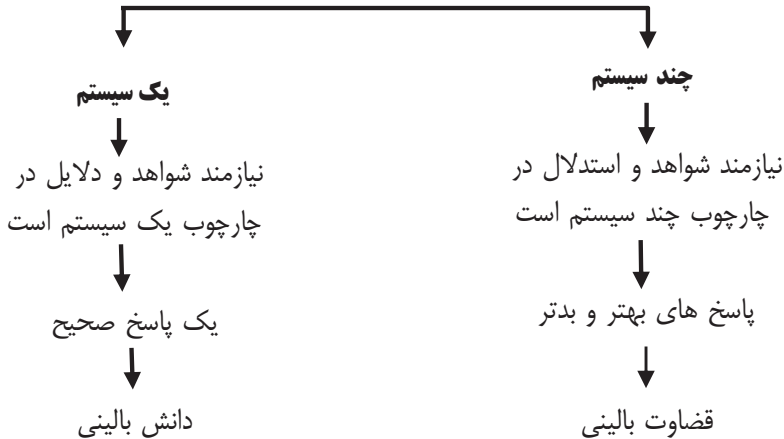 چند سیستم
نیازمند شواهد و استدلال در
چارچوب چند سیستم است
پاسخ های بهتر و بدتر
قضاوت بالینی
یک سیستم
نیازمند شواهد و دلایل در
چارچوب یک سیستم است
یک پاسخ صحیح
دانش بالینی